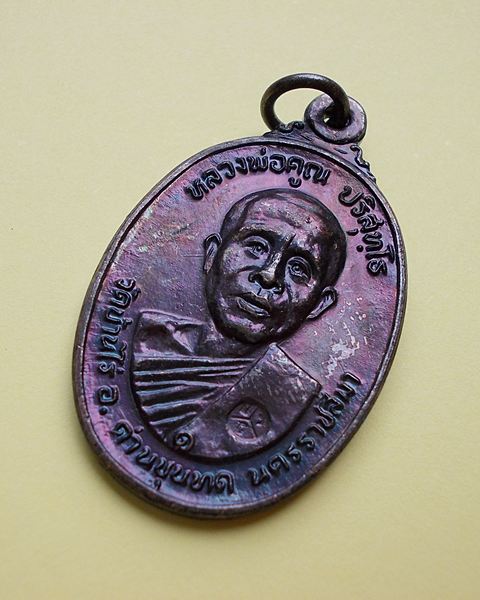 หลวงพ่อคูณ ปริสุทฺโธ
วัดบ้านไร่ อ. ด่านขุนทด นครราชสีมา
๑